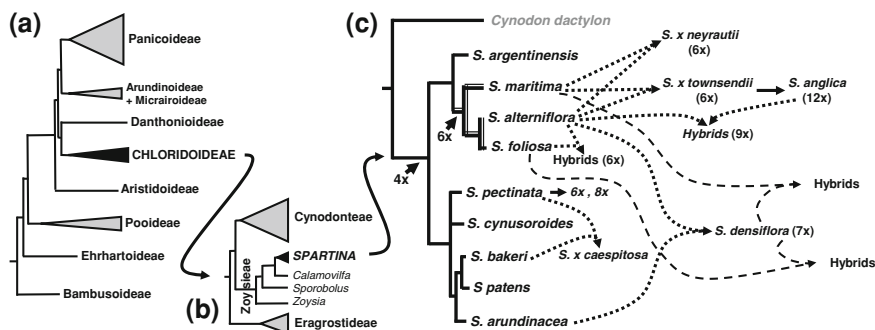 (a)
Panicoideae
Arundinoideae
+ Micrairoideae
Danthonioideae
CHLORIDOIDEAE
Aristidoideae
Pooideae
Ehrhartoideae
Bambusoideae
(b)
Zoysieae
Cynodonteae
SPARTINA
Calamovilfa
Sporobolus
Zoysia
Eragrostideae
(c)
Cynodon dactylon
4x
6x
S. argentinensis
S. maritima
S. alterniflora
S. foliosa
S. x neyrautii
(6x)
S. x townsendii
(6x)
S. anglica
(12x)
Hybrids (9x)
Hybrids (6x)
S. pectinata
6x , 8x
S. cynusoroides
S. bakeri
S. x caespitosa
S patens
S. arundinacea
Hybrids
S. densiflora (7x)
Hybrids